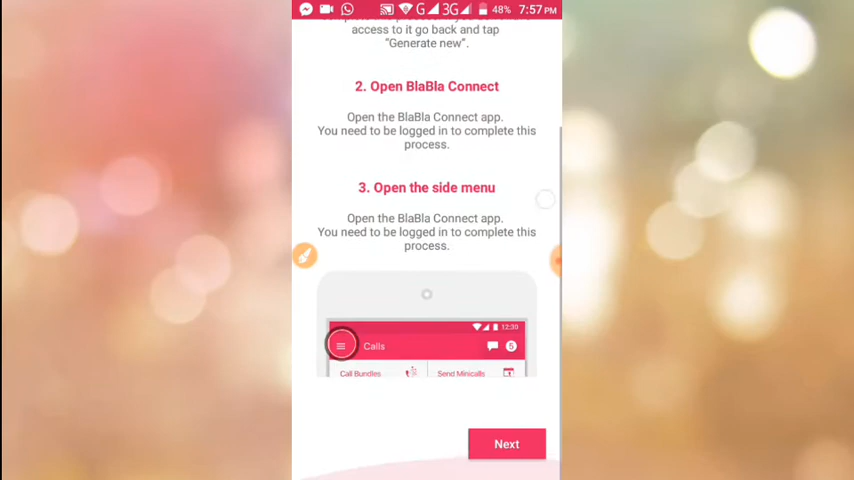 G 3G 48% 7:57 PM
access to it go back and tap
"Generate new".
2. Open BlaBla Connect
Open the BlaBla Connect app.
You need to be logged in to complete this
process.
3. Open the side menu
Open the BlaBla Connect app.
You need to be logged in to complete this
process.
12:30
Calls 5
Call Bundles Send Minicalls
Next